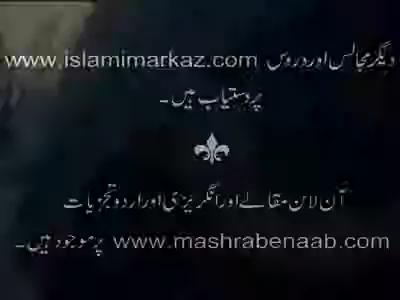 دیگر مجالس اور دروس www.islamimarkaz.com
پر دستیاب ہیں۔
آن لائن مقالے اور انگریزی اور اردو تجزیات
www.mashrabenaab.com پر موجود ہیں۔